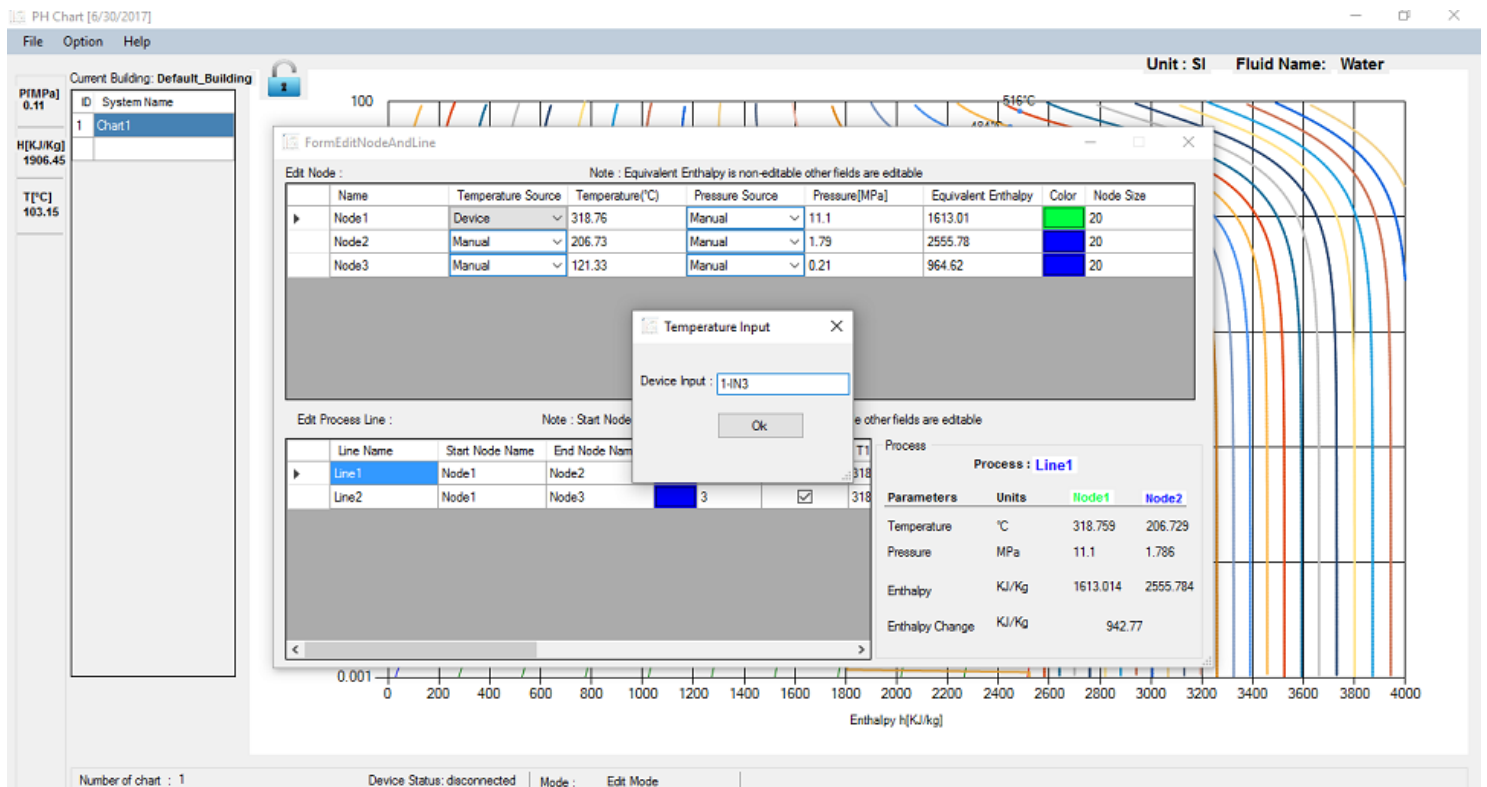 PH Chart [6/30/2017]
File Option Help
Unit : SI Fluid Name: Water
Current Building: Default_Building
P[MPa]
0.11
H[KJ/Kg]
1906.45
T[°C]
103.15
ID System Name
1 Chart1
2
100
516°C
484°C
FormEditNodeAndLine
Edit Node : Note : Equivalent Enthalpy is non-editable other fields are editable
Name Temperature Source Temperature(°C) Pressure Source Pressure[MPa] Equivalent Enthalpy Color Node Size
Node1 Device 318.76 Manual 11.1 1613.01 20
Node2 Manual 206.73 Manual 1.79 2555.78 20
Node3 Manual 121.33 Manual 0.21 964.62 20
Temperature Input
Device Input : 1-IN3
Ok
Edit Process Line : Note : Start Node e other fields are editable
Line Name Start Node Name End Node Nam T1
Line1 Node1 Node2 318
Line2 Node1 Node3 3 318
Process
Process : Line1
Parameters Units Node1 Node2
Temperature °C 318.759 206.729
Pressure MPa 11.1 1.786
Enthalpy KJ/Kg 1613.014 2555.784
Enthalpy Change KJ/Kg 942.77
0.001
0 200 400 600 800 1000 1200 1400 1600 1800 2000 2200 2400 2600 2800 3000 3200 3400 3600 3800 4000
Enthalpy h[KJ/kg]
Number of chart : 1 Device Status: disconnected Mode : Edit Mode